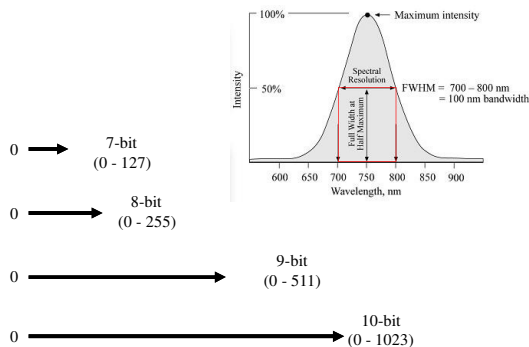 100%
Maximum intensity
Spectral
Resolution
FWHM = 700 – 800 nm
= 100 nm bandwidth
50%
Intensity
Full Width at
Half Maximum
600 650 700 750 800 850 900
Wavelength, nm
0 7-bit
(0 - 127)
0 8-bit
(0 - 255)
0 9-bit
(0 - 511)
0 10-bit
(0 - 1023)